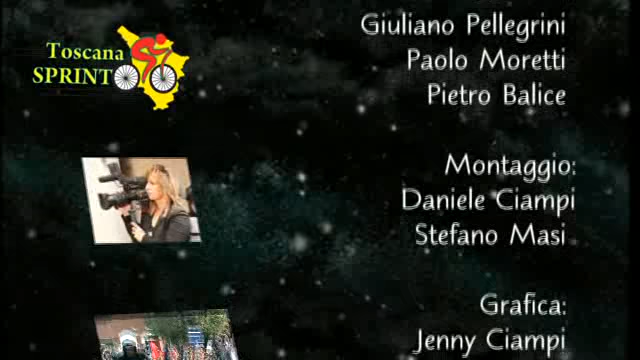 Toscana
SPRINT
Giuliano Pellegrini
Paolo Moretti
Pietro Balice
Montaggio:
Daniele Ciampi
Stefano Masi
Grafica:
Jenny Ciampi